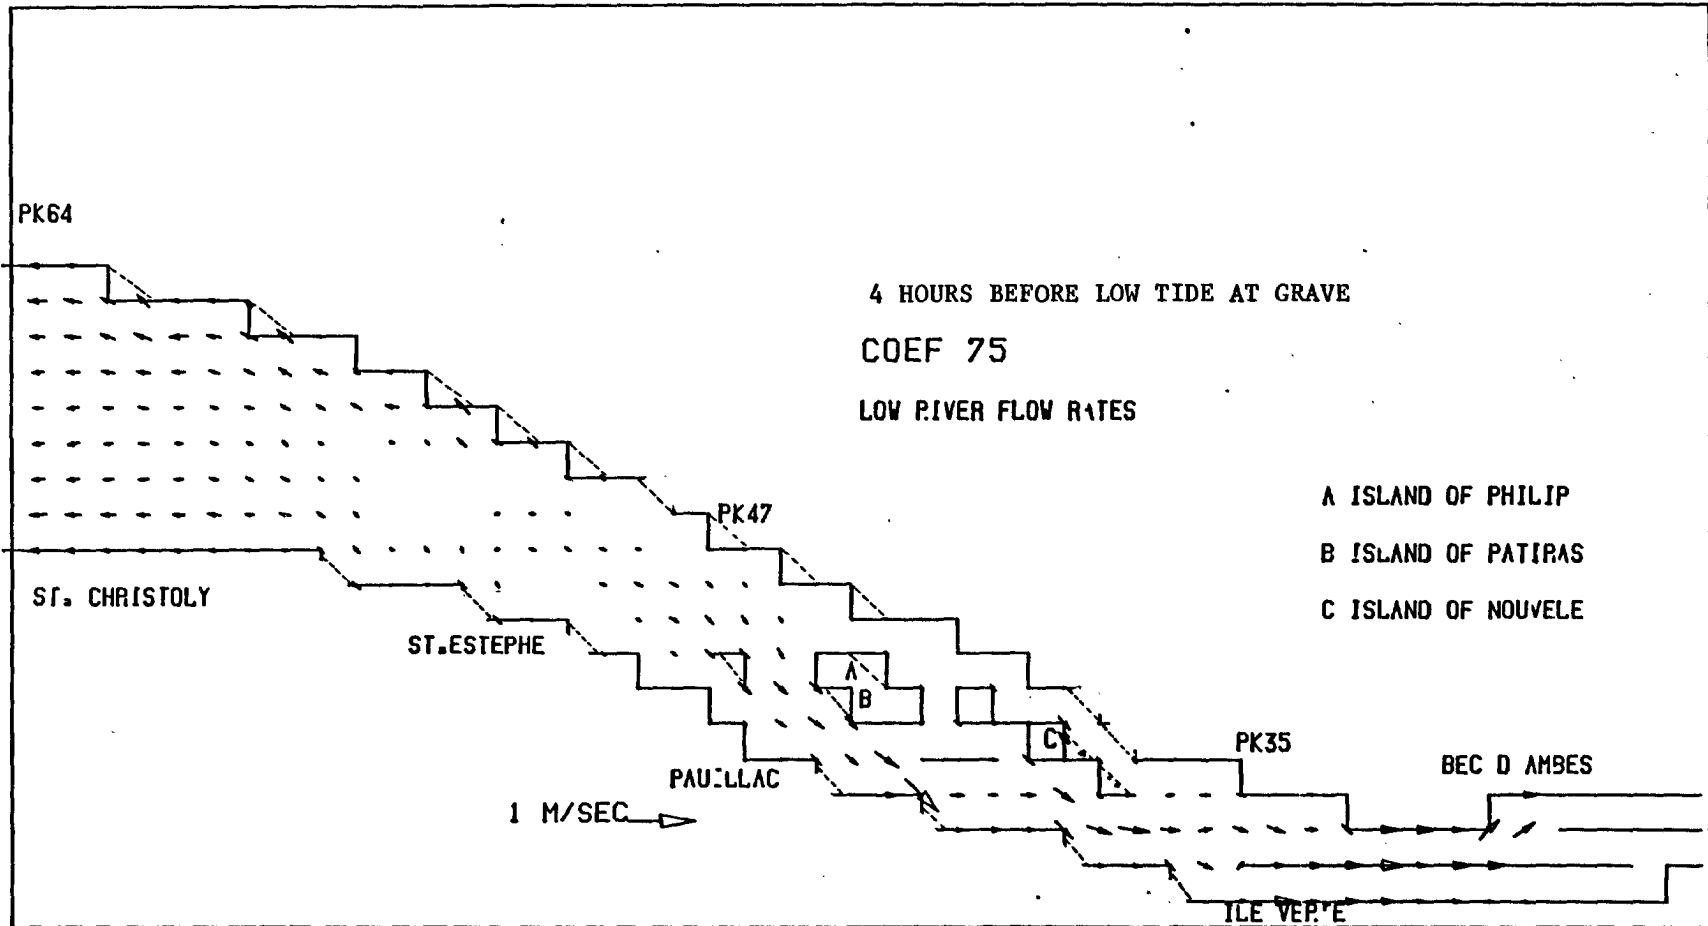 PK64
4 HOURS BEFORE LOW TIDE AT GRAVE
COEF 75
LOW RIVER FLOW RATES
A ISLAND OF PHILIP
PK47
B ISLAND OF PATIRAS
ST. CHRISTOLY
C ISLAND OF NOUVELE
ST.ESTEPHE
A
B
C
PK35
PAUILLAC
BEC D AMBES
1 M/SEC
ILE VERTE